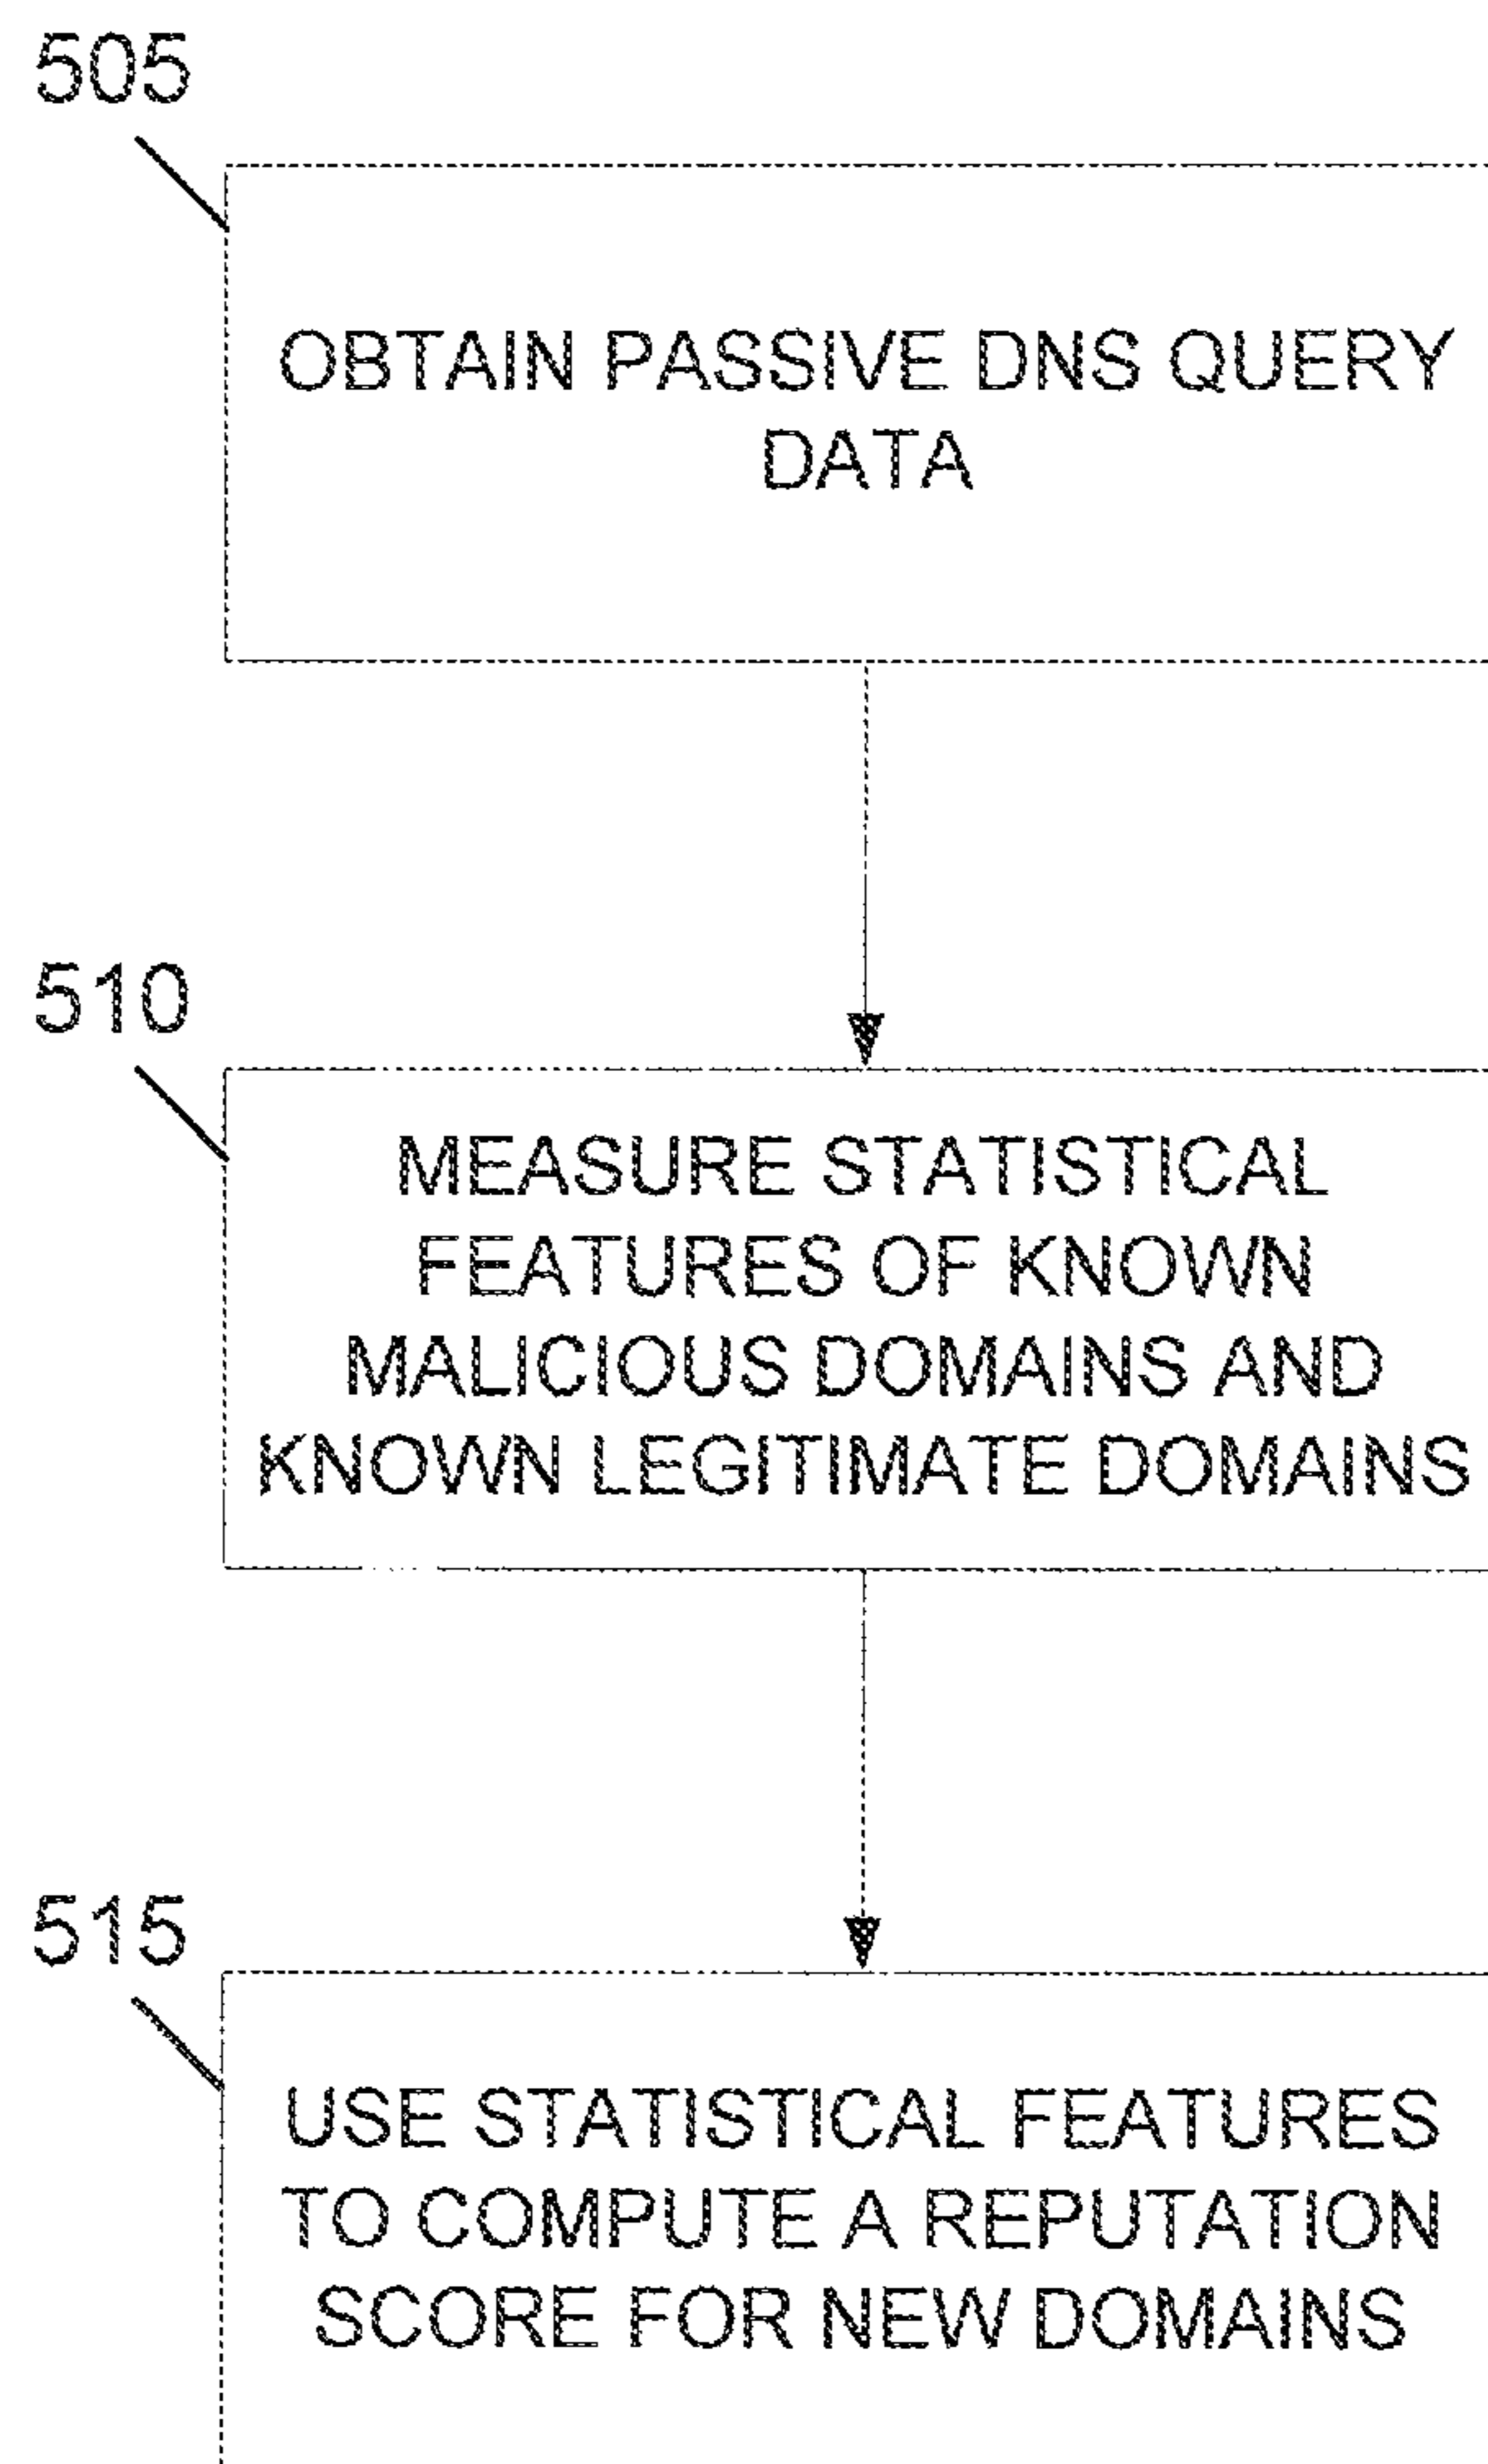 505
OBTAIN PASSIVE DNS QUERY
DATA
510
MEASURE STATISTICAL
FEATURES OF KNOWN
MALICIOUS DOMAINS AND
KNOWN LEGITIMATE DOMAINS
515
USE STATISTICAL FEATURES
TO COMPUTE A REPUTATION
SCORE FOR NEW DOMAINS